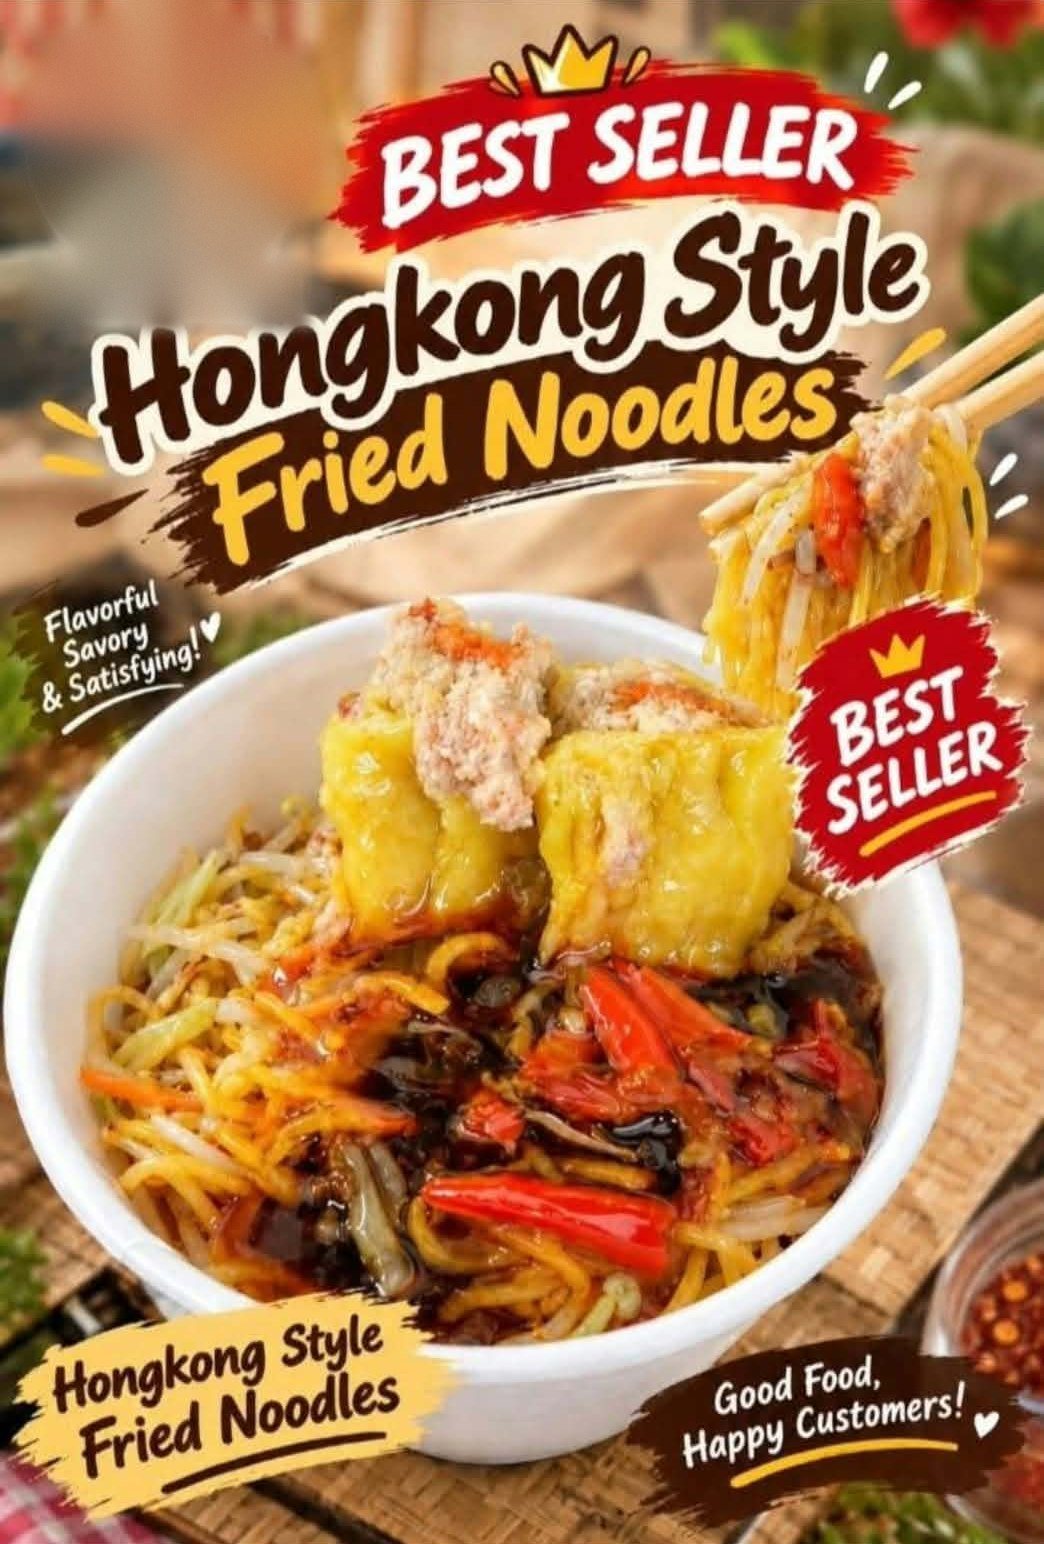 BEST SELLER
Hongkong Style
Fried Noodles
Flavorful
Savory
& Satisfying!
BEST
SELLER
Hongkong Style
Fried Noodles
Good Food,
Happy Customers!